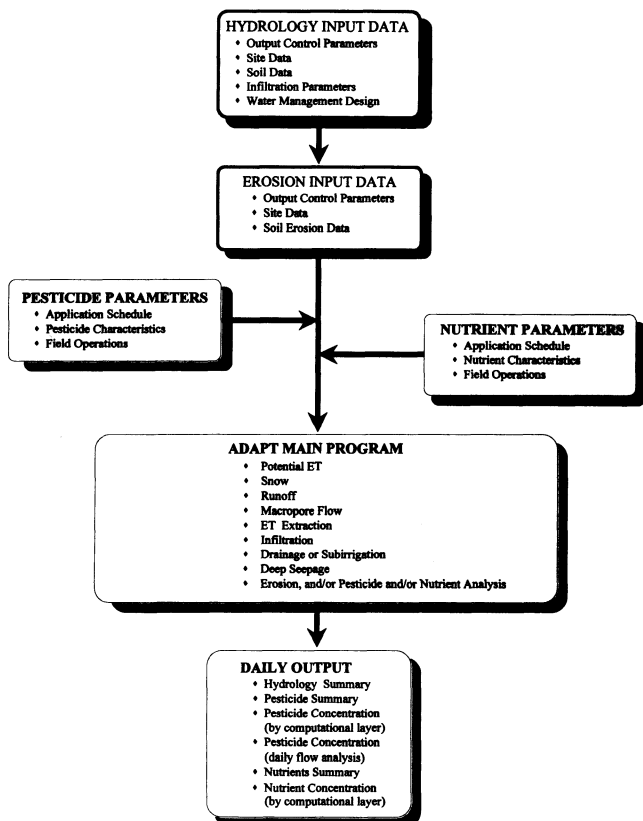 HYDROLOGY INPUT DATA
♦ Output Control Parameters
♦ Site Data
♦ Soil Data
♦ Infiltration Parameters
♦ Water Management Design
EROSION INPUT DATA
♦ Output Control Parameters
♦ Site Data
♦ Soil Erosion Data
PESTICIDE PARAMETERS
♦ Application Schedule
♦ Pesticide Characteristics
♦ Field Operations
NUTRIENT PARAMETERS
♦ Application Schedule
♦ Nutrient Characteristics
♦ Field Operations
ADAPT MAIN PROGRAM
♦ Potential ET
♦ Snow
♦ Runoff
♦ Macropore Flow
♦ ET Extraction
♦ Infiltration
♦ Drainage or Subirrigation
♦ Deep Seepage
♦ Erosion, and/or Pesticide and/or Nutrient Analysis
DAILY OUTPUT
♦ Hydrology Summary
♦ Pesticide Summary
♦ Pesticide Concentration
(by computational layer)
♦ Pesticide Concentration
(daily flow analysis)
♦ Nutrients Summary
♦ Nutrient Concentration
(by computational layer)